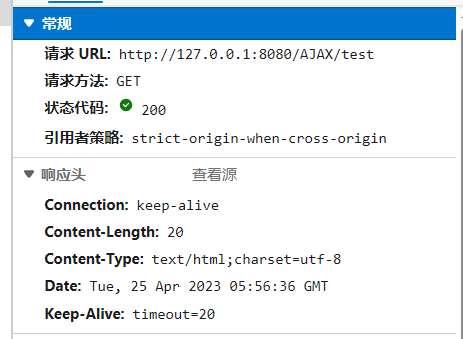 常规
请求 URL: http://127.0.0.1:8080/AJAX/test
请求方法: GET
状态代码: 200
引用者策略: strict-origin-when-cross-origin
响应头 查看源
Connection: keep-alive
Content-Length: 20
Content-Type: text/html;charset=utf-8
Date: Tue, 25 Apr 2023 05:56:36 GMT
Keep-Alive: timeout=20